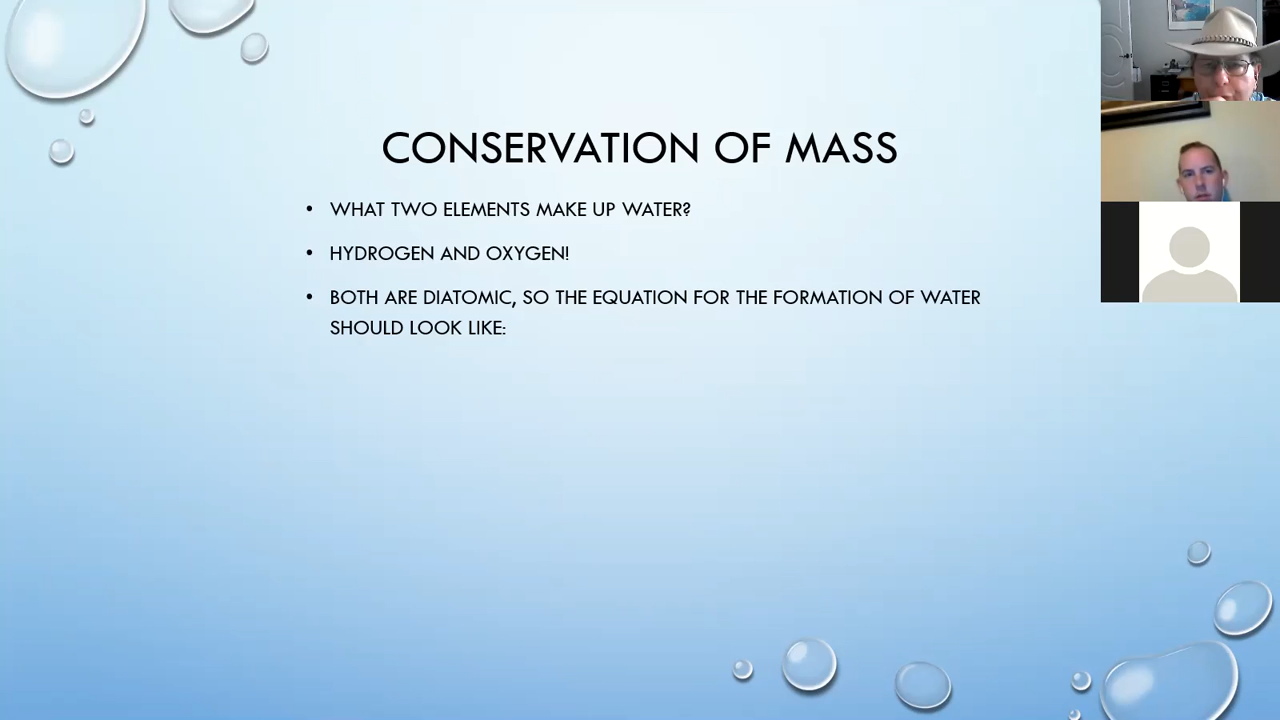 CONSERVATION OF MASS
• WHAT TWO ELEMENTS MAKE UP WATER?
• HYDROGEN AND OXYGEN!
• BOTH ARE DIATOMIC, SO THE EQUATION FOR THE FORMATION OF WATER
SHOULD LOOK LIKE: